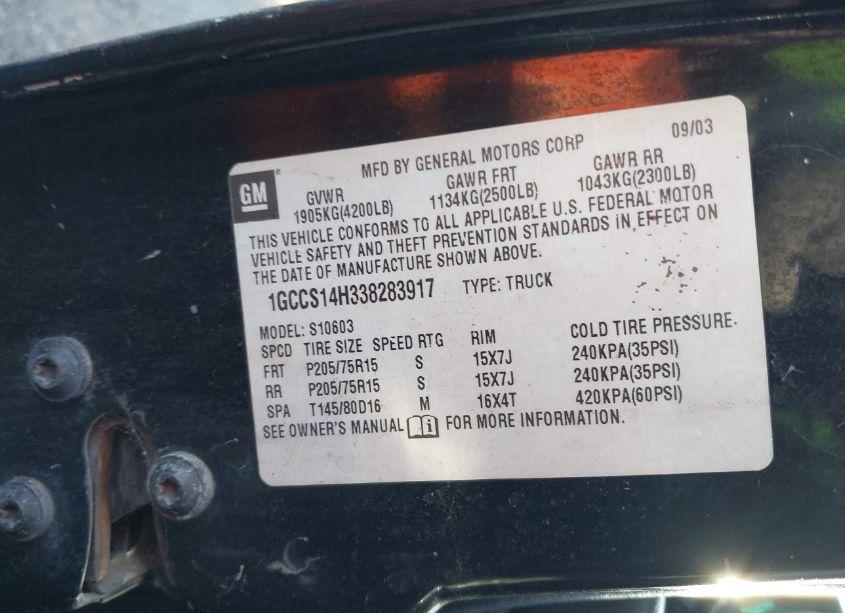 09/03
MFD BY GENERAL MOTORS CORP
GM
GVWR GAWR FRT GAWR RR
1905KG(4200LB) 1134KG(2500LB) 1043KG(2300LB)
THIS VEHICLE CONFORMS TO ALL APPLICABLE U.S. FEDERAL MOTOR
VEHICLE SAFETY AND THEFT PREVENTION STANDARDS IN EFFECT ON
THE DATE OF MANUFACTURE SHOWN ABOVE.
1GCCS14H338283917 TYPE: TRUCK
MODEL: S10603
SPCD TIRE SIZE SPEED RTG RIM COLD TIRE PRESSURE
FRT P205/75R15 S 15X7J 240KPA(35PSI)
RR P205/75R15 S 15X7J 240KPA(35PSI)
SPA T145/80D16 M 16X4T 420KPA(60PSI)
SEE OWNER'S MANUAL FOR MORE INFORMATION.